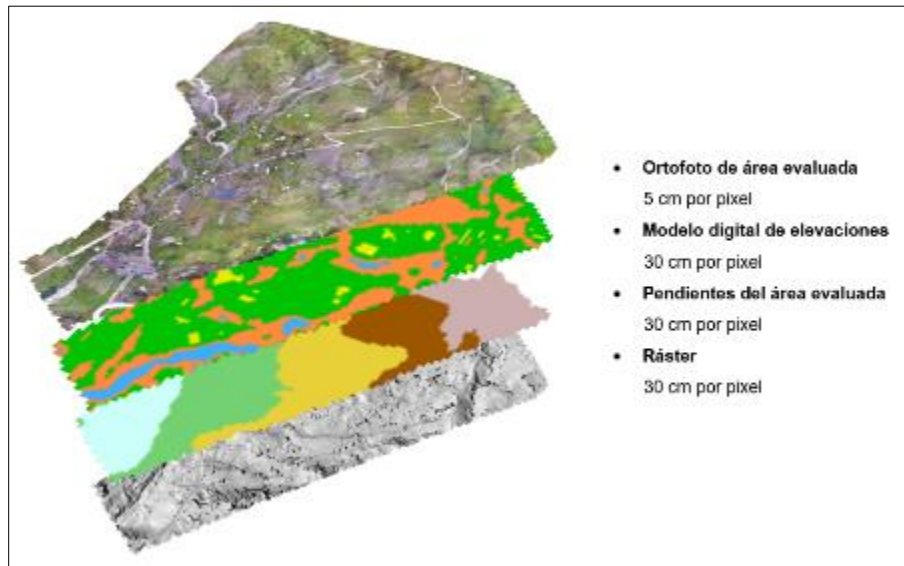 • Ortofoto de área evaluada
5 cm por pixel
• Modelo digital de elevaciones
30 cm por pixel
• Pendientes del área evaluada
30 cm por pixel
• Ráster
30 cm por pixel